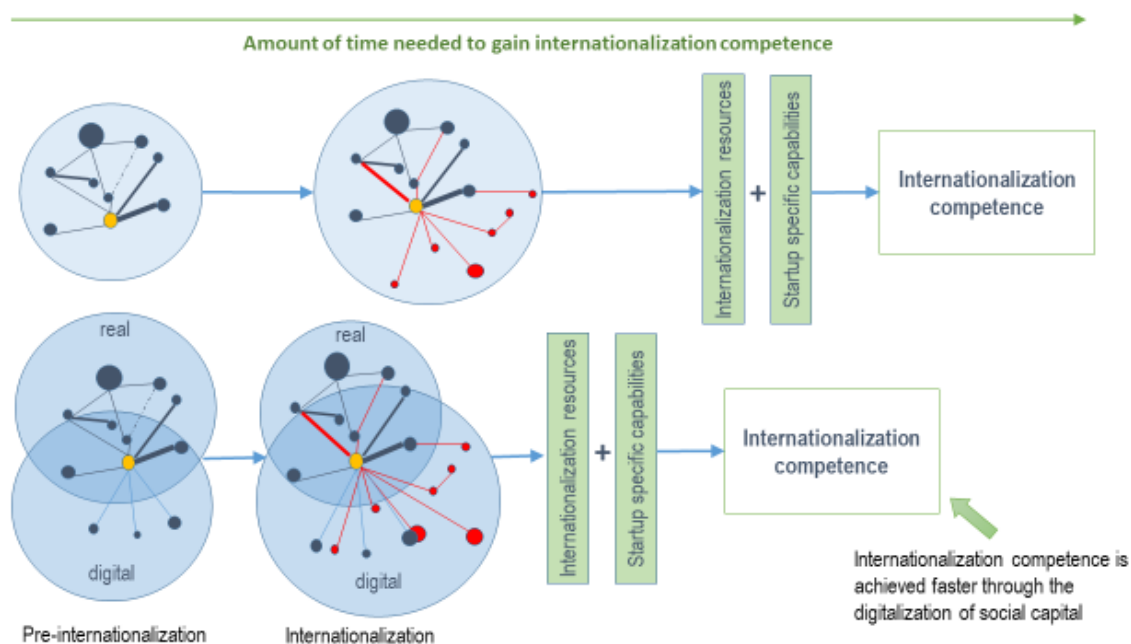 Amount of time needed to gain internationalization competence
Internationalization resources
+
Startup specific capabilities
Internationalization
competence
real
digital
real
digital
Internationalization resources
+
Startup specific capabilities
Internationalization
competence
Internationalization competence is
achieved faster through the
digitalization of social capital
Pre-internationalization
Internationalization